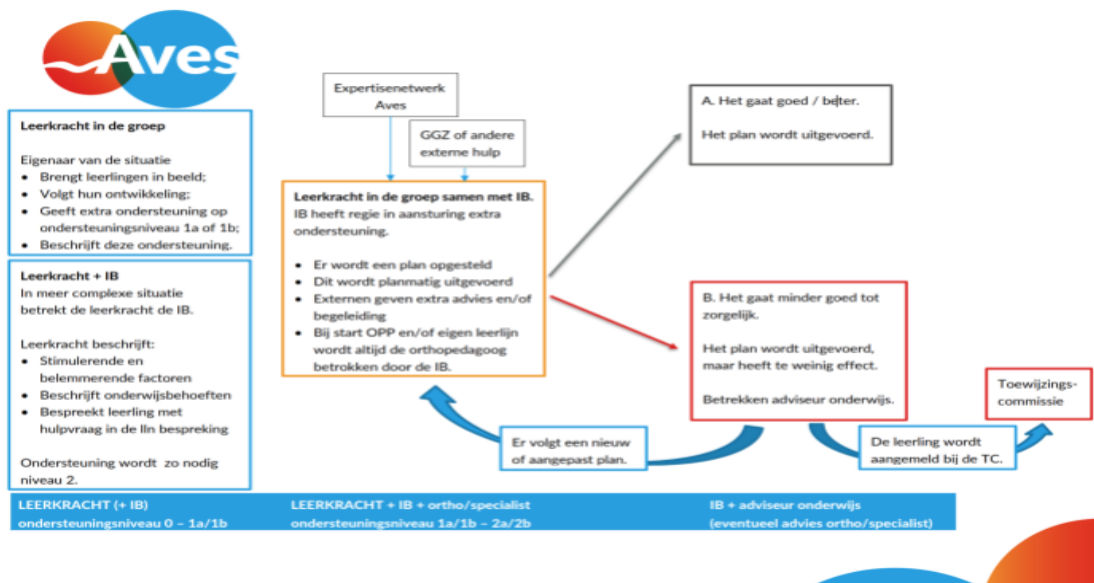 Aves
Leerkracht in de groep
Eigenaar van de situatie
• Brengt leerlingen in beeld;
• Volgt hun ontwikkeling;
• Geeft extra ondersteuning op
ondersteuningsniveau 1a of 1b;
• Beschrijft deze ondersteuning.
Leerkracht + IB
In meer complexe situatie
betrekt de leerkracht de IB.
Leerkracht beschrijft:
• Stimulerende en
belemmerende factoren
• Beschrijft onderwijsbehoeften
• Bespreekt leerling met
hulpvraag in de lln bespreking
Ondersteuning wordt zo nodig
niveau 2.
Expertisenetwerk
Aves
GGZ of andere
externe hulp
Leerkracht in de groep samen met IB.
IB heeft regie in aansturing extra
ondersteuning.
• Er wordt een plan opgesteld
• Dit wordt planmatig uitgevoerd
• Externen geven extra advies en/of
begeleiding
• Bij start OPP en/of eigen leerlijn
wordt altijd de orthopedagoog
betrokken door de IB.
A. Het gaat goed / beter.
Het plan wordt uitgevoerd.
B. Het gaat minder goed tot
zorgelijk.
Het plan wordt uitgevoerd,
maar heeft te weinig effect.
Betrekken adviseur onderwijs.
Toewijzings-
commissie
Er volgt een nieuw
of aangepast plan.
De leerling wordt
aangemeld bij de TC.
LEERKRACHT (+ IB)
ondersteuningsniveau 0 – 1a/1b
LEERKRACHT + IB + ortho/specialist
ondersteuningsniveau 1a/1b – 2a/2b
IB + adviseur onderwijs
(eventueel advies ortho/specialist)